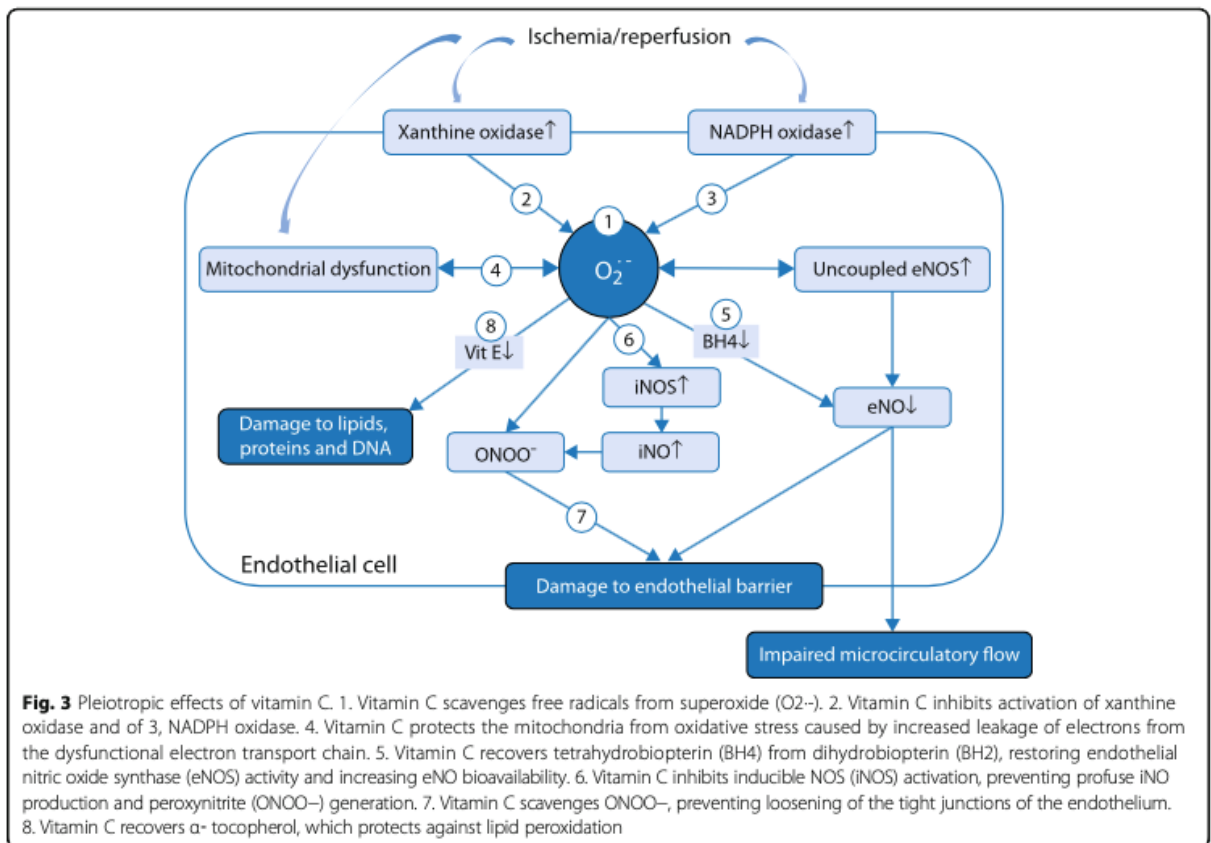 Ischemia/reperfusion
Xanthine oxidase↑
NADPH oxidase↑
2
3
1
Mitochondrial dysfunction
4
O₂·⁻
Uncoupled eNOS↑
8
Vit E↓
6
5
BH4↓
iNOS↑
eNO↓
Damage to lipids,
proteins and DNA
ONOO⁻
iNO↑
7
Endothelial cell
Damage to endothelial barrier
Impaired microcirculatory flow
Fig. 3 Pleiotropic effects of vitamin C. 1. Vitamin C scavenges free radicals from superoxide (O2·-). 2. Vitamin C inhibits activation of xanthine
oxidase and of 3, NADPH oxidase. 4. Vitamin C protects the mitochondria from oxidative stress caused by increased leakage of electrons from
the dysfunctional electron transport chain. 5. Vitamin C recovers tetrahydrobiopterin (BH4) from dihydrobiopterin (BH2), restoring endothelial
nitric oxide synthase (eNOS) activity and increasing eNO bioavailability. 6. Vitamin C inhibits inducible NOS (iNOS) activation, preventing profuse iNO
production and peroxynitrite (ONOO−) generation. 7. Vitamin C scavenges ONOO−, preventing loosening of the tight junctions of the endothelium.
8. Vitamin C recovers α- tocopherol, which protects against lipid peroxidation